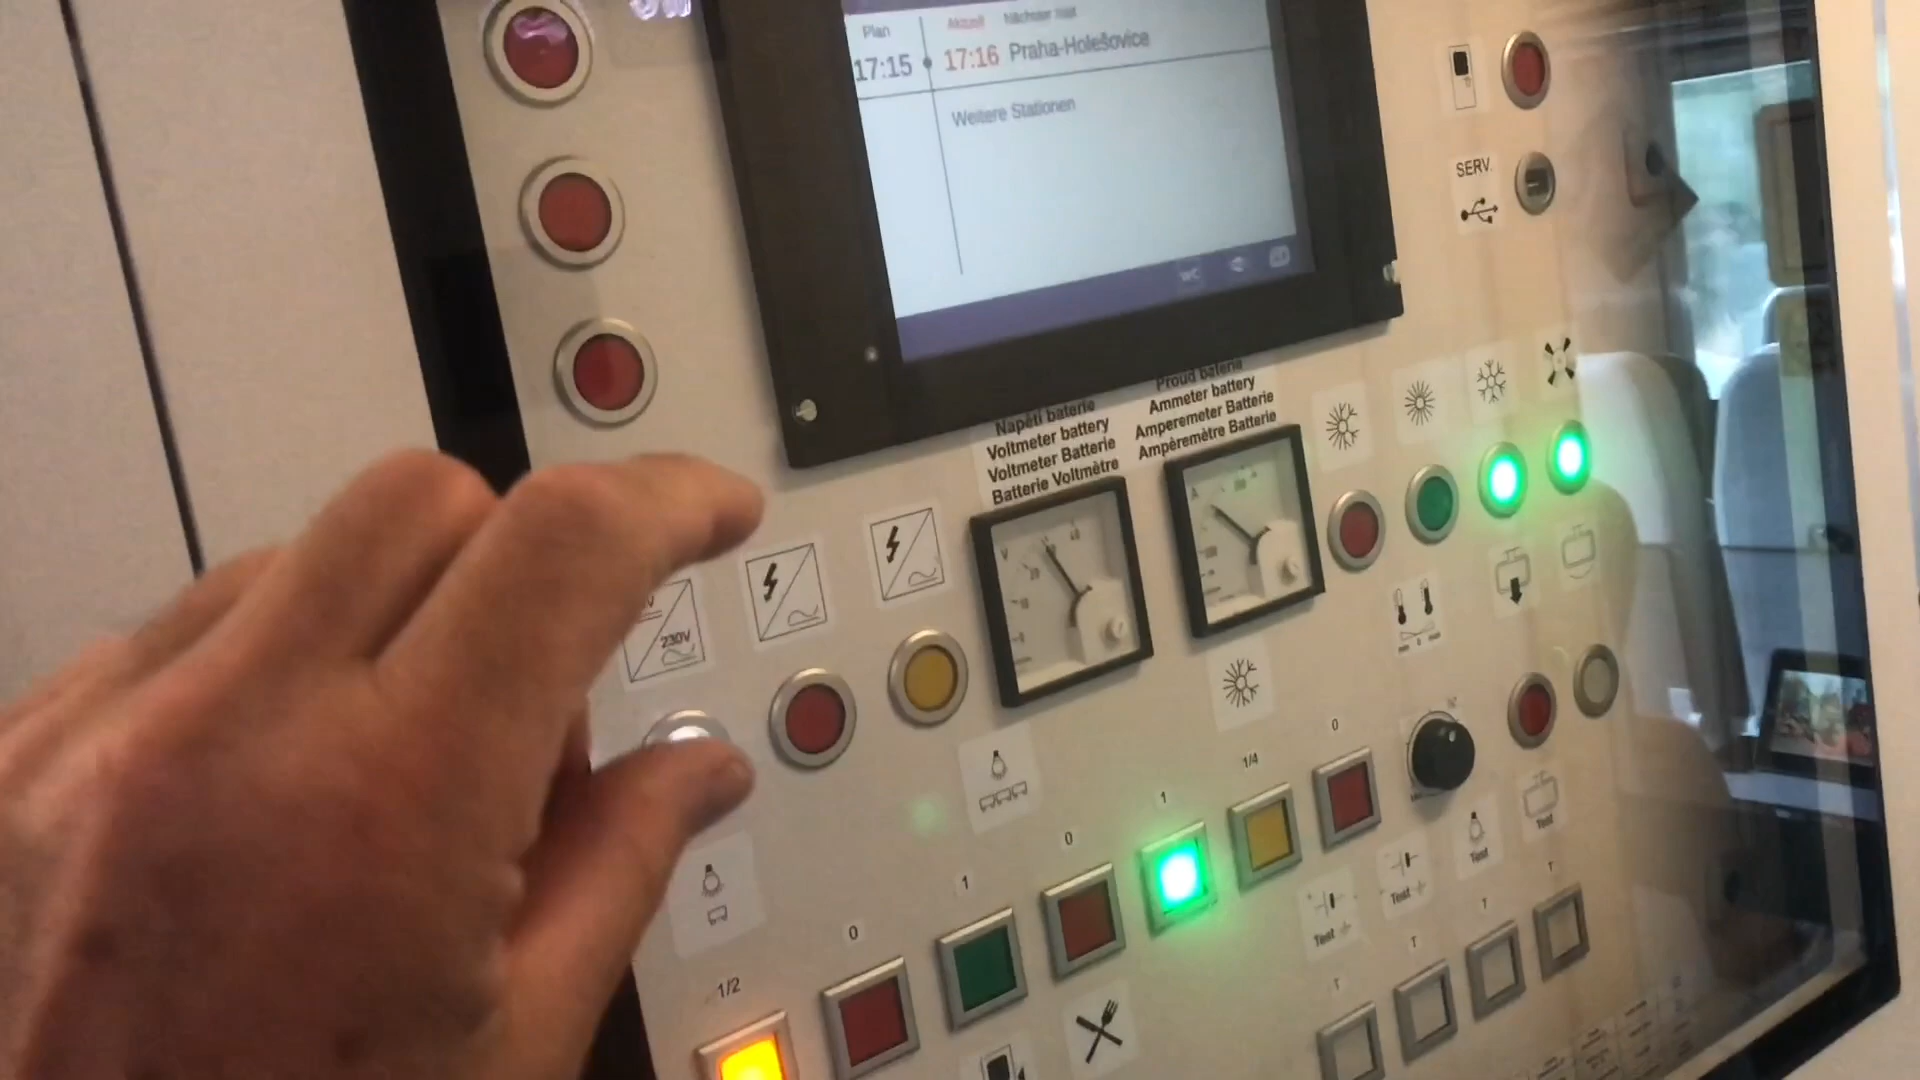 Plan
Aktuell
Nächster Halt
17:15
17:16
Praha-Holešovice
Weitere Stationen
WC
SERV.
Napětí baterie
Voltmeter battery
Voltmeter Batterie
Batterie Voltmètre
Proud baterie
Ammeter battery
Amperemeter Batterie
Ampèremètre Batterie
V
A
230V
1/2
0
1
0
1
1/4
0
Test
Test
Test
Test
T
T
T
T